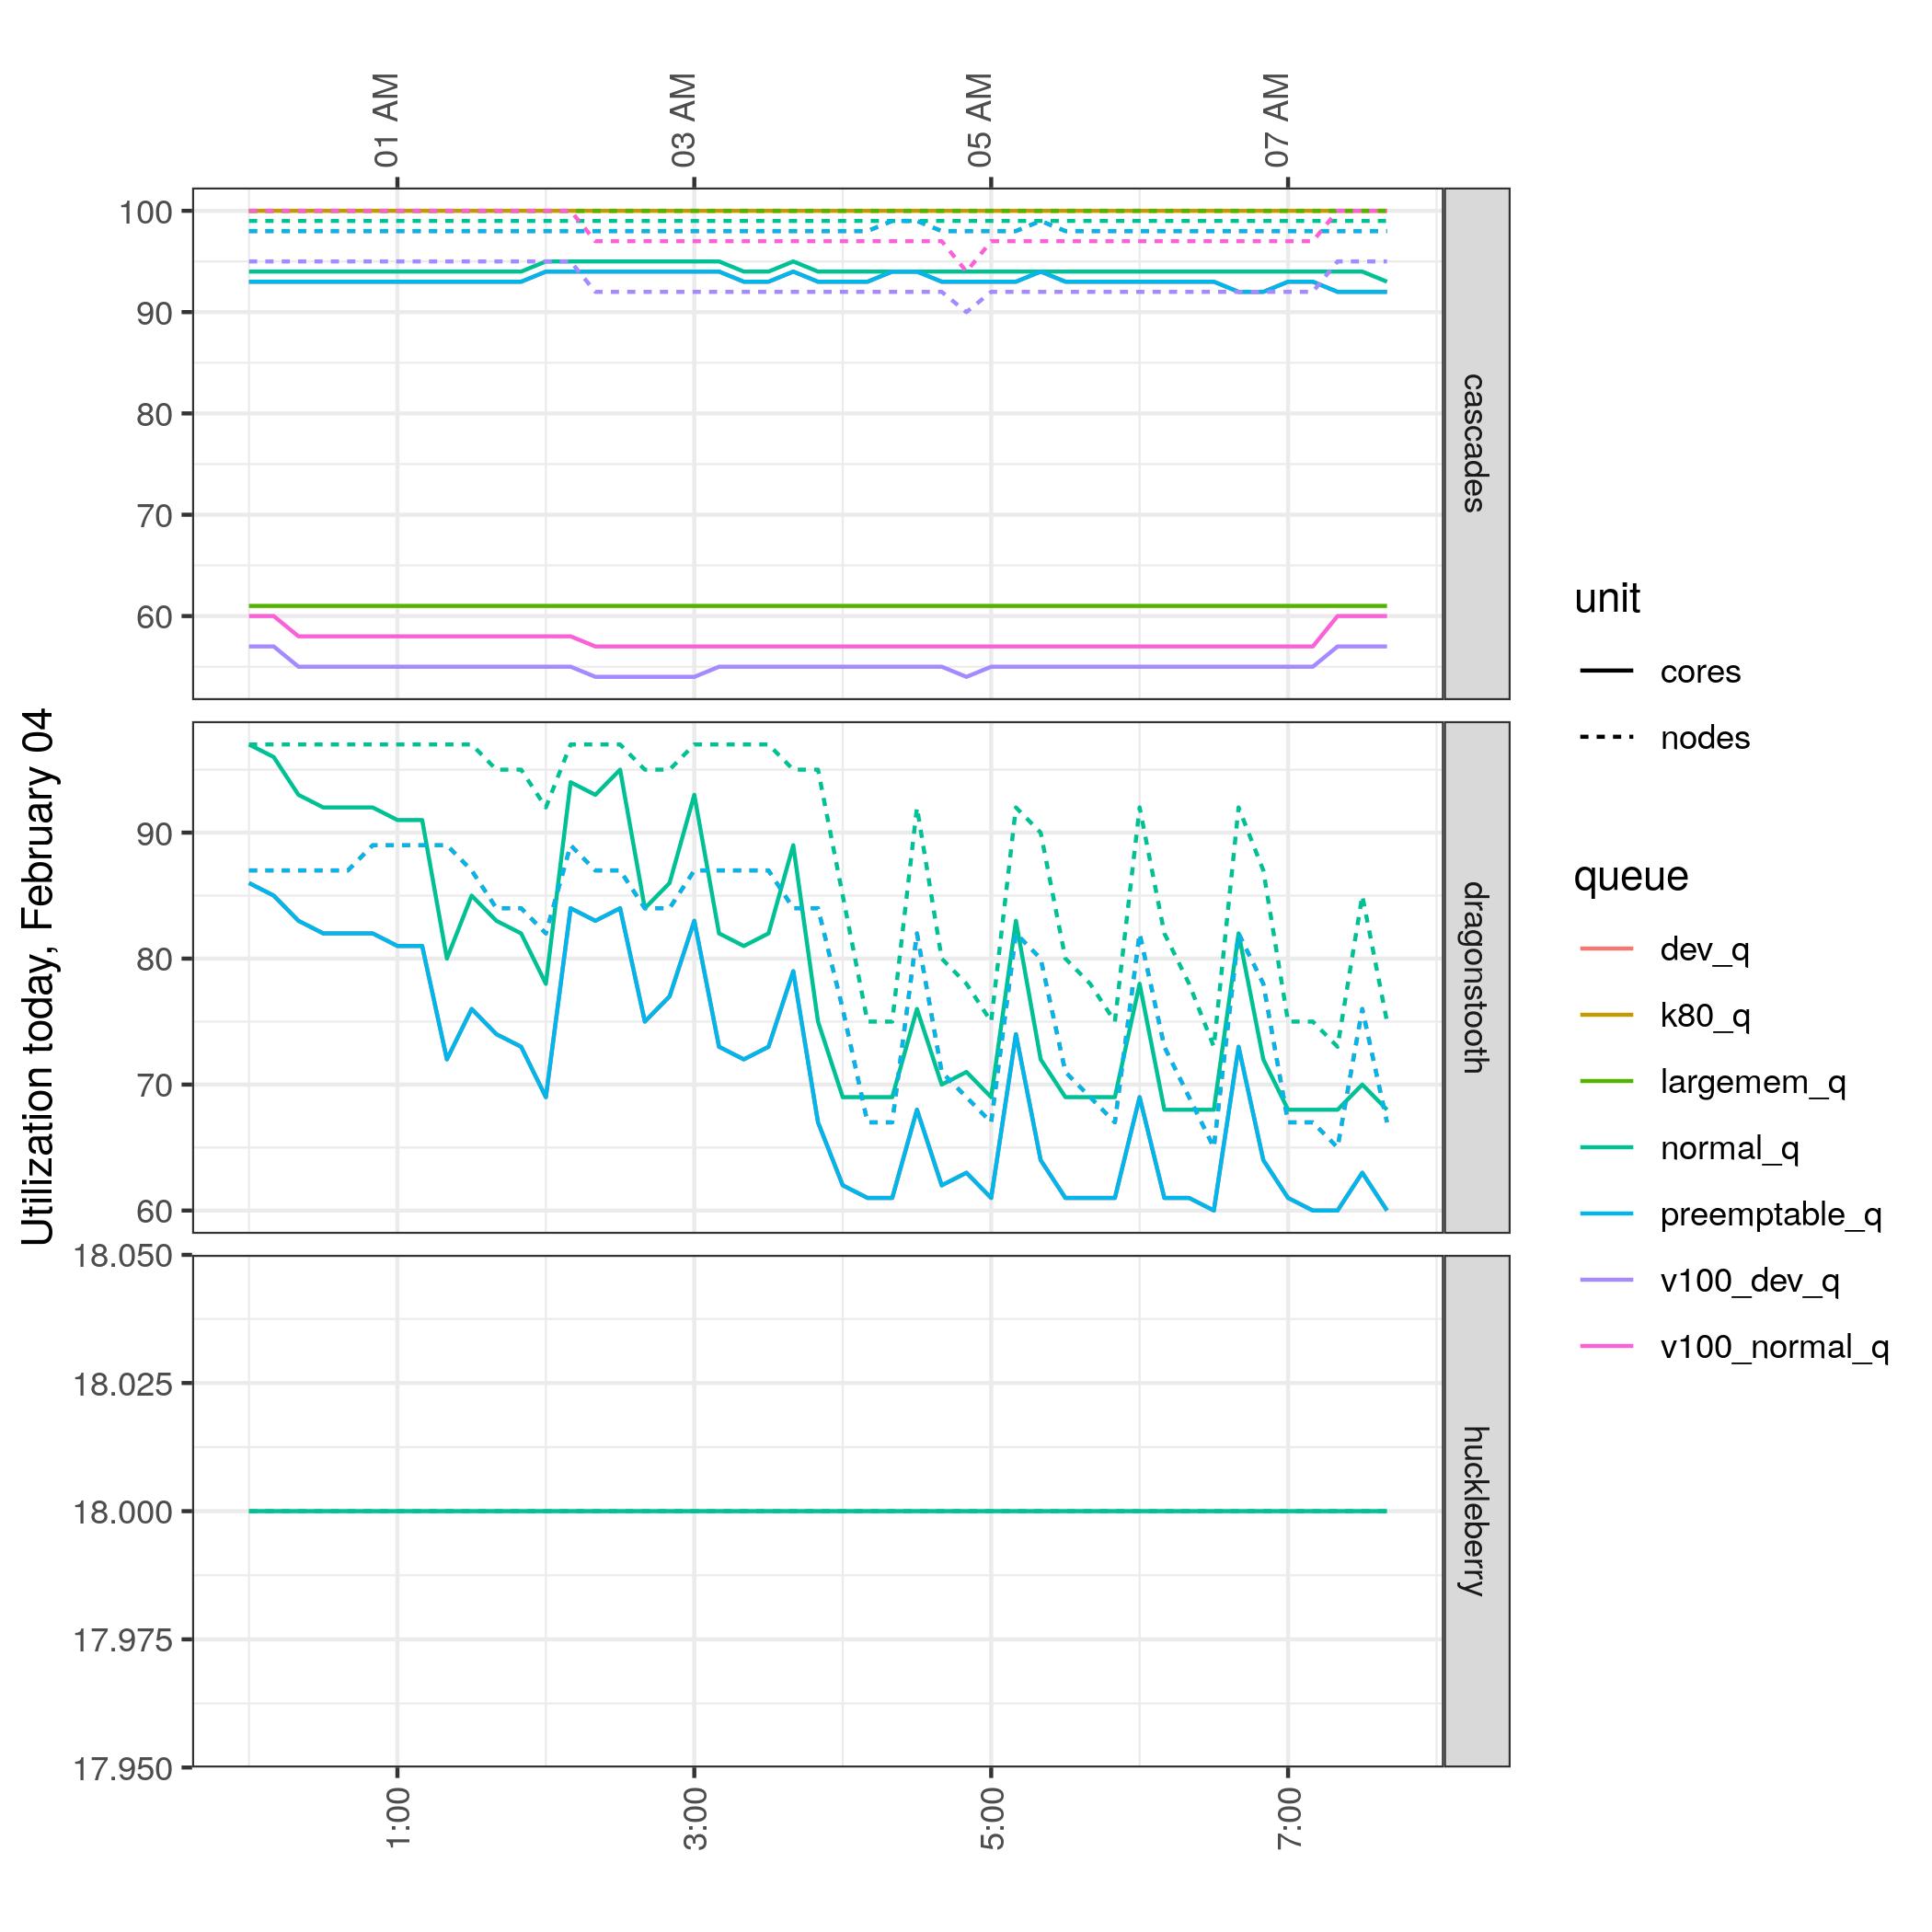 01 AM
03 AM
05 AM
07 AM
100
90
80
70
60
cascades
90
80
70
60
dragonstooth
18.050
18.025
18.000
17.975
17.950
huckleberry
1:00
3:00
5:00
7:00
Utilization today, February 04
unit
cores
nodes
queue
dev_q
k80_q
largemem_q
normal_q
preemptable_q
v100_dev_q
v100_normal_q